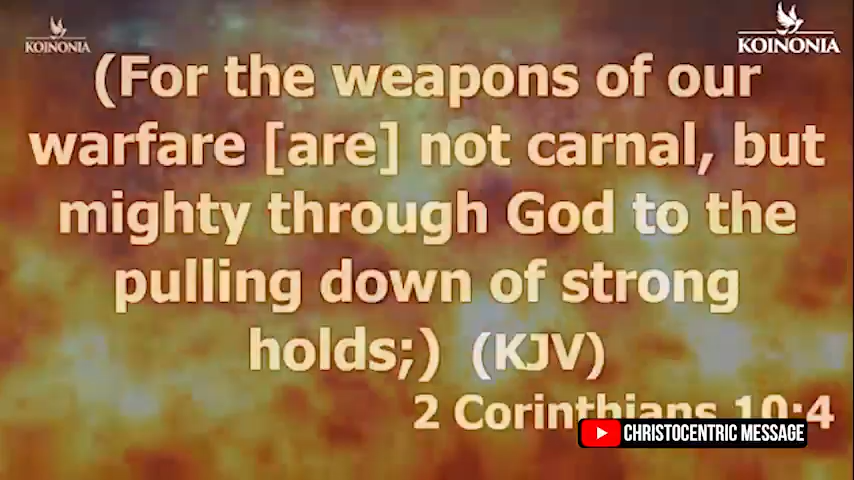 KOINONIA
KOINONIA
(For the weapons of our
warfare [are] not carnal, but
mighty through God to the
pulling down of strong
holds;) (KJV)
2 Corinthians 10:4
CHRISTOCENTRIC MESSAGE